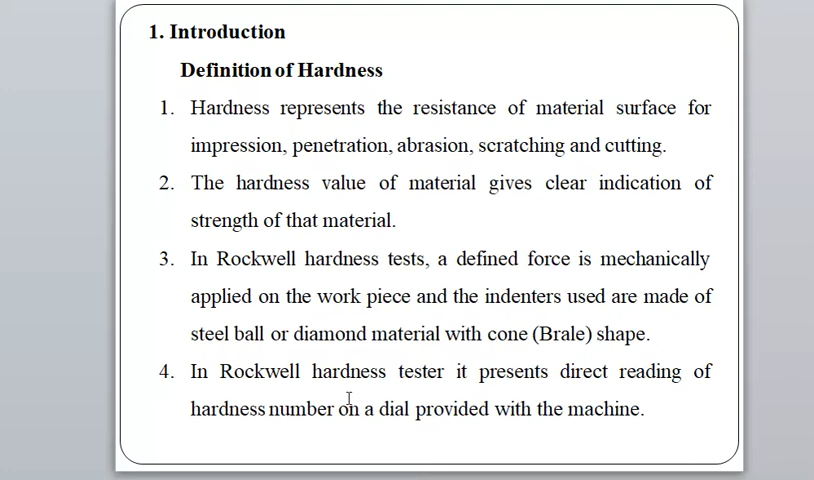 1. Introduction
Definition of Hardness
1. Hardness represents the resistance of material surface for
impression, penetration, abrasion, scratching and cutting.
2. The hardness value of material gives clear indication of
strength of that material.
3. In Rockwell hardness tests, a defined force is mechanically
applied on the work piece and the indenters used are made of
steel ball or diamond material with cone (Brale) shape.
4. In Rockwell hardness tester it presents direct reading of
hardness number on a dial provided with the machine.